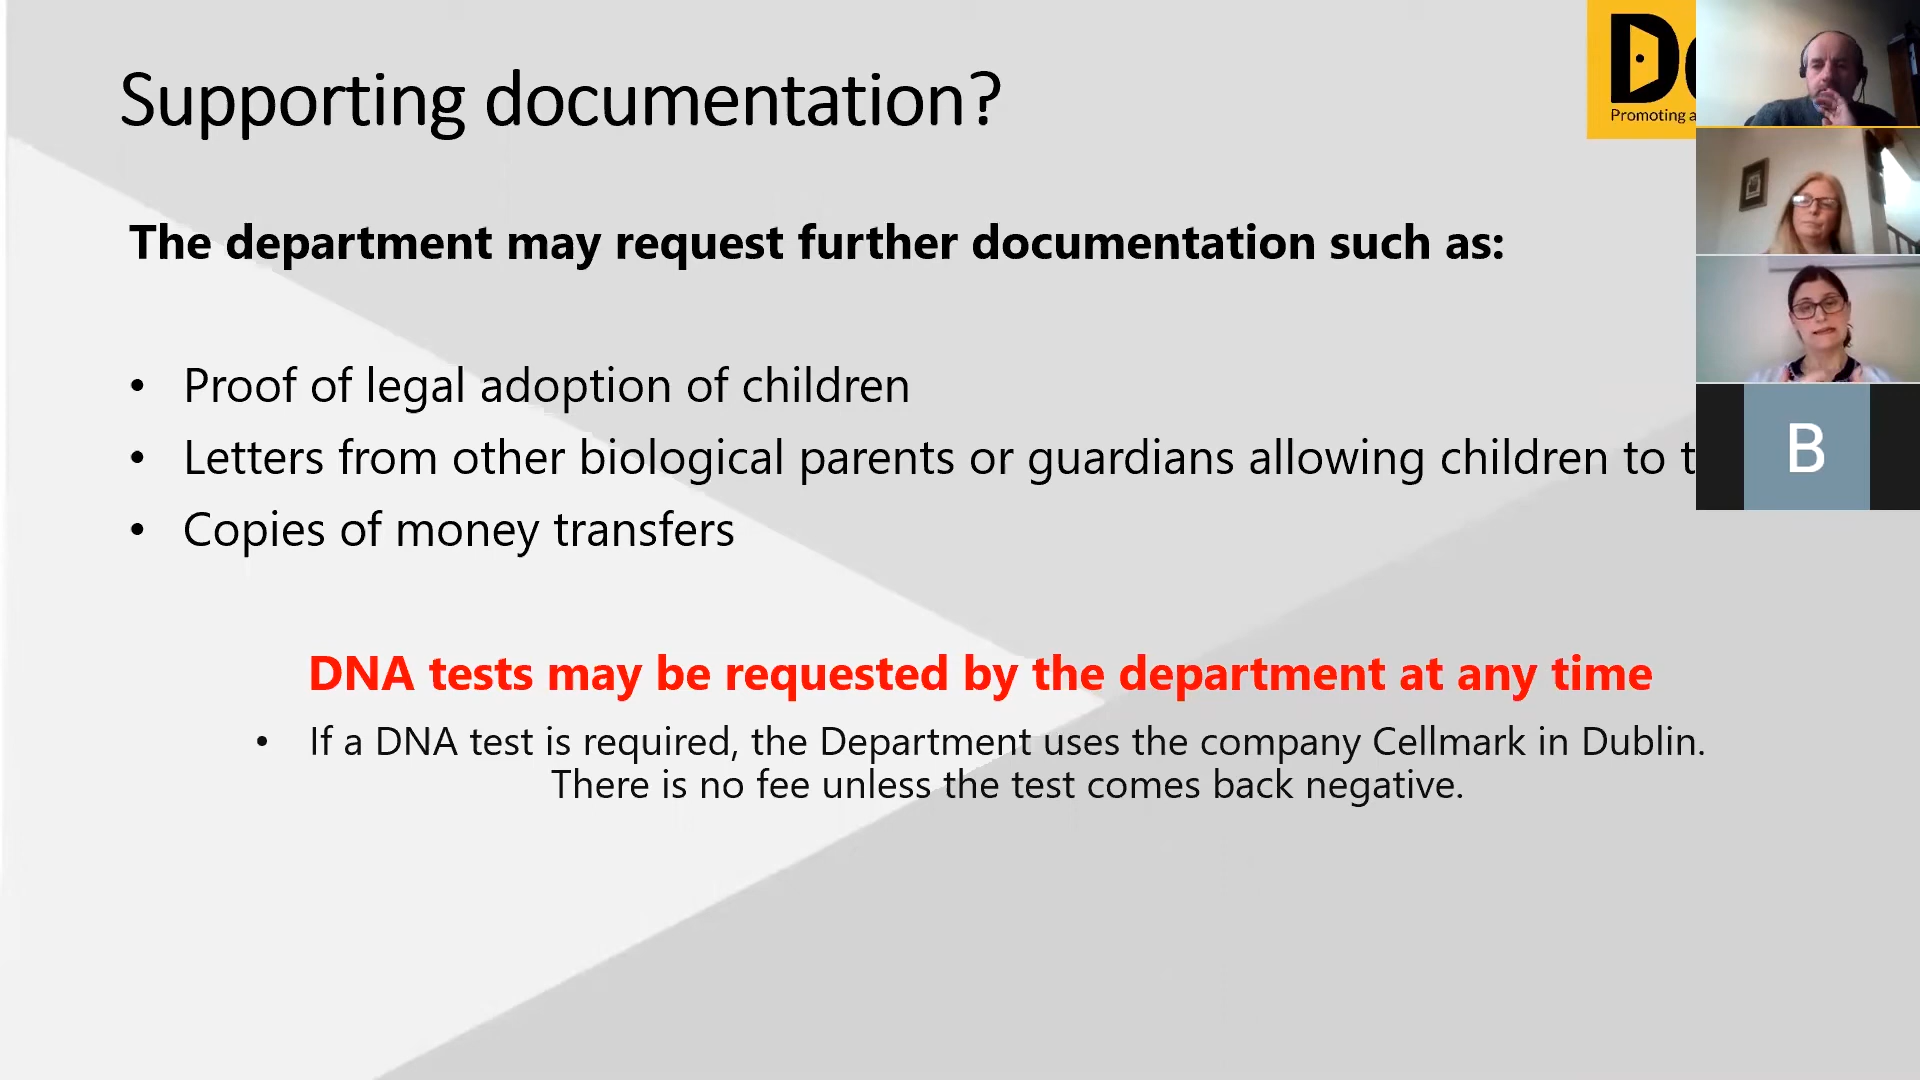 Supporting documentation?
Promoting
The department may request further documentation such as:
• Proof of legal adoption of children
• Letters from other biological parents or guardians allowing children to
• Copies of money transfers
B
DNA tests may be requested by the department at any time
• If a DNA test is required, the Department uses the company Cellmark in Dublin.
There is no fee unless the test comes back negative.